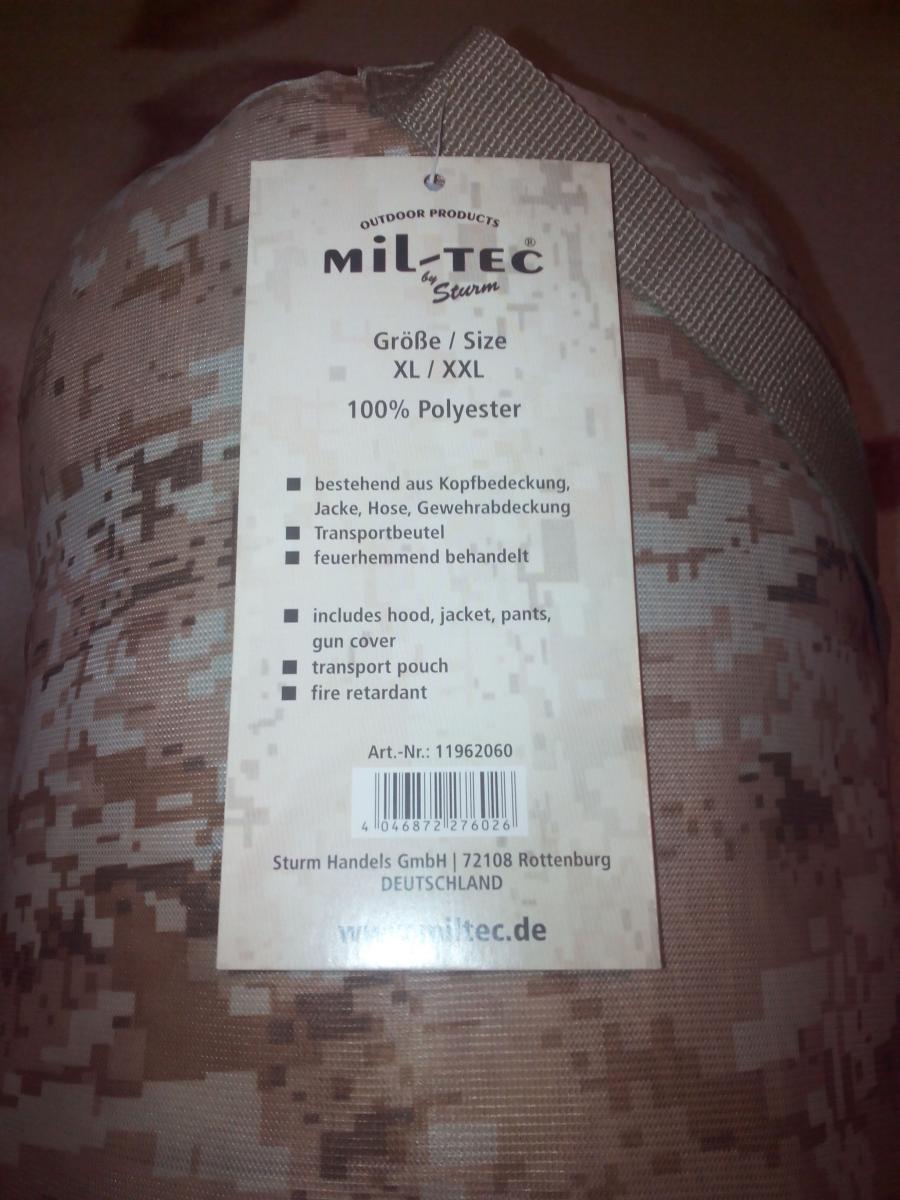 OUTDOOR PRODUCTS
MiL-TEC®
by Sturm
Größe / Size
XL / XXL
100% Polyester
■ bestehend aus Kopfbedeckung,
Jacke, Hose, Gewehrabdeckung
■ Transportbeutel
■ feuerhemmend behandelt
■ includes hood, jacket, pants,
gun cover
■ transport pouch
■ fire retardant
Art.-Nr.: 11962060
4 046872 276026
Sturm Handels GmbH | 72108 Rottenburg
DEUTSCHLAND
www.miltec.de